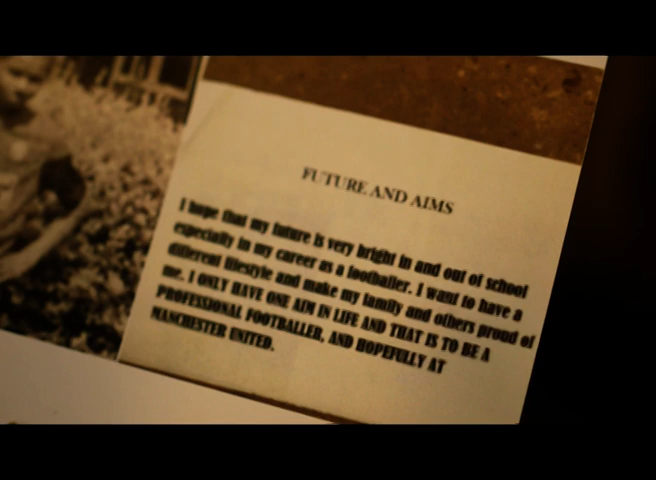 FUTURE AND AIMS
I hope that my future is very bright in and out of school
especially in my career as a footballer. I want to have a
different lifestyle and make my family and others proud of
me. I ONLY HAVE ONE AIM IN LIFE AND THAT IS TO BE A
PROFESSIONAL FOOTBALLER, AND HOPEFULLY AT
MANCHESTER UNITED.